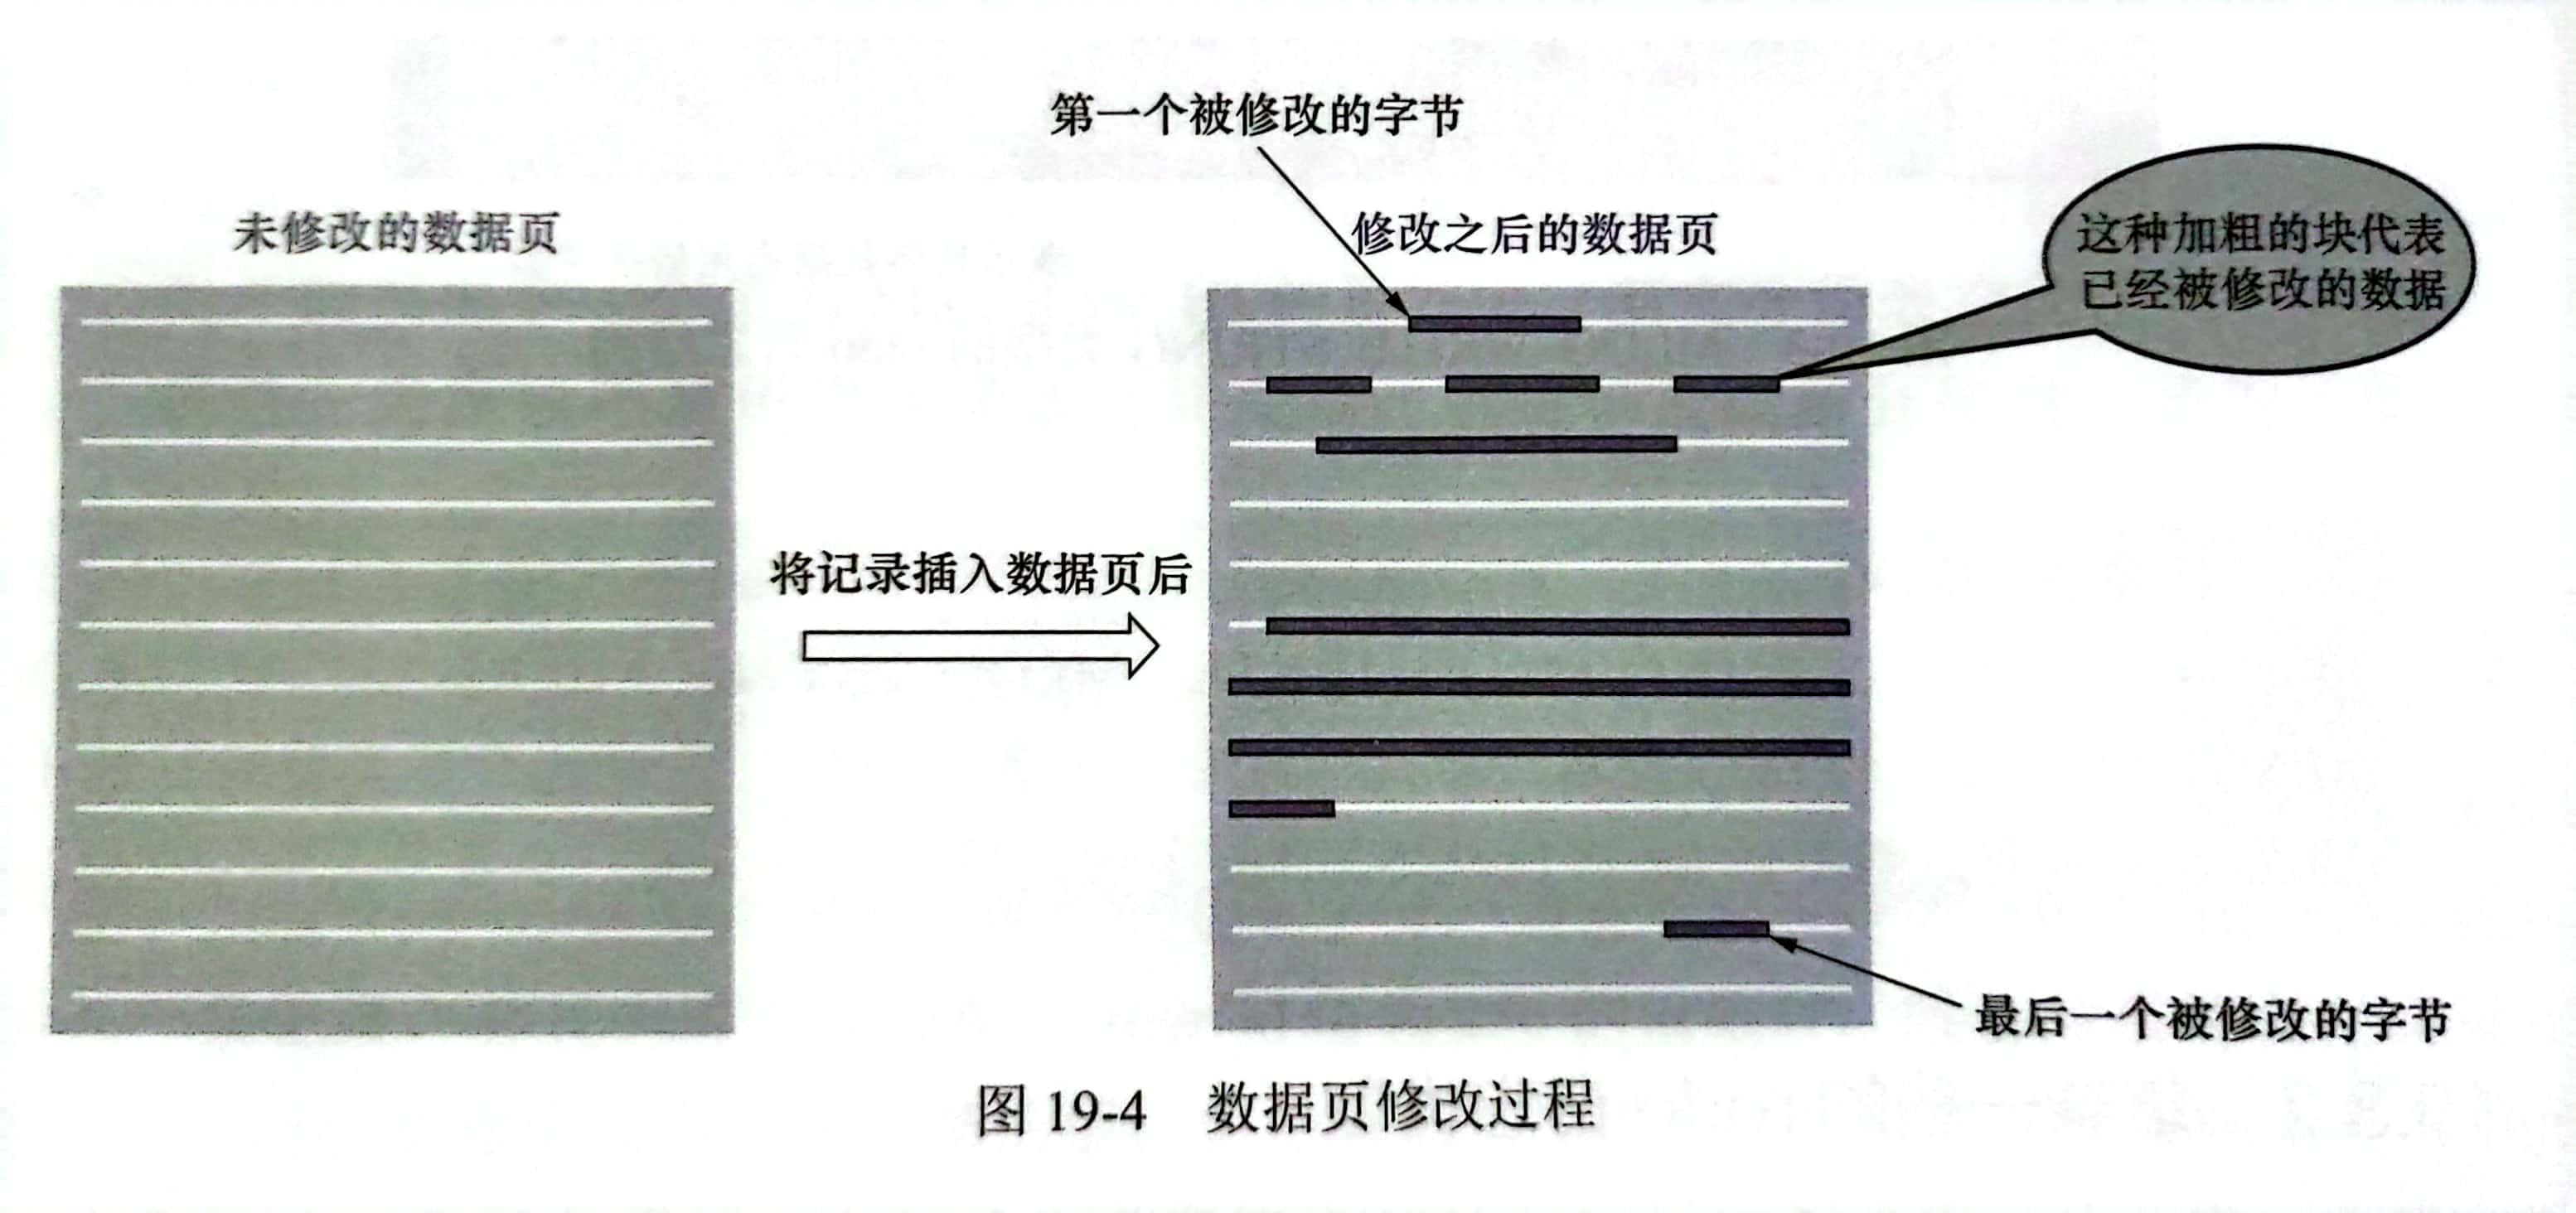 第一个被修改的字节
未修改的数据页
修改之后的数据页
这种加粗的块代表
已经被修改的数据
将记录插入数据页后
最后一个被修改的字节
图 19-4 数据页修改过程